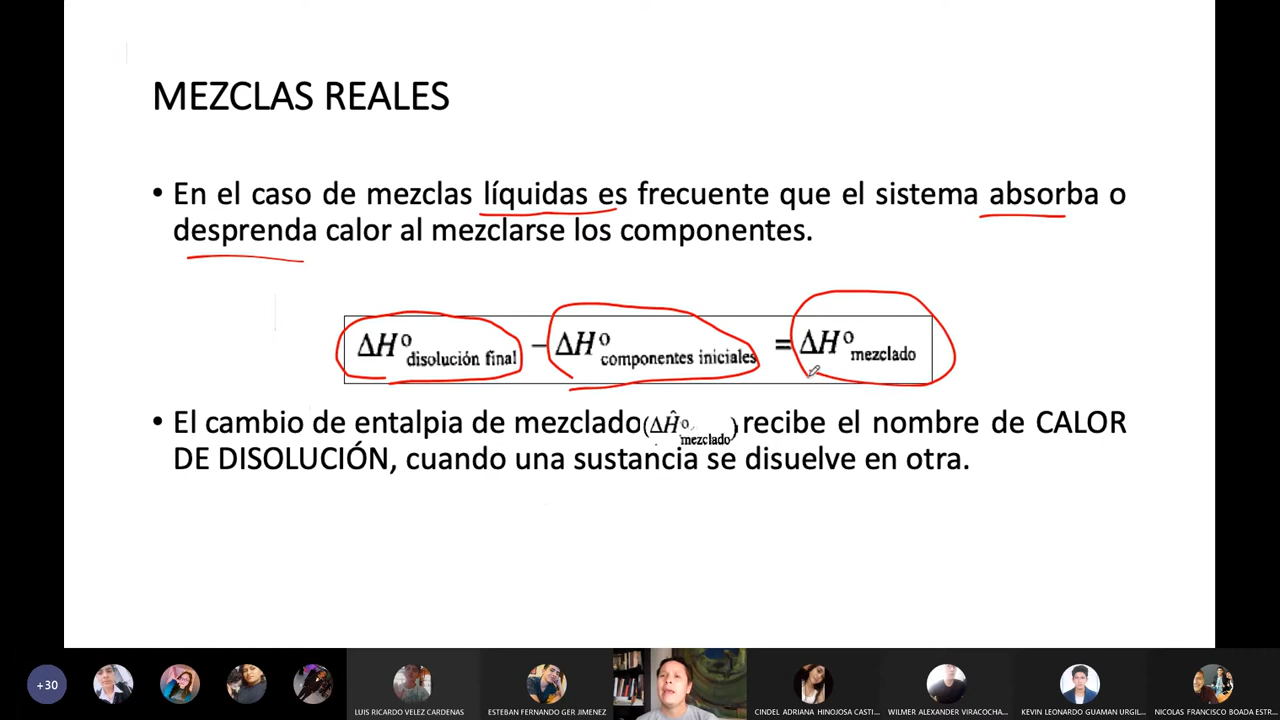 MEZCLAS REALES
• En el caso de mezclas líquidas es frecuente que el sistema absorba o
desprenda calor al mezclarse los componentes.
ΔH° disolución final − ΔH° componentes iniciales = ΔH° mezclado
• El cambio de entalpia de mezclado (ΔĤ° mezclado) recibe el nombre de CALOR
DE DISOLUCIÓN, cuando una sustancia se disuelve en otra.
+30
LUIS RICARDO VELEZ CARDENAS
ESTEBAN FERNANDO GER JIMENEZ
CINDEL ADRIANA HINOJOSA CASTI...
WILMER ALEXANDER VIRACOCHA...
KEVIN LEONARDO GUAMAN URGIL...
NICOLAS FRANCISCO BOADA ESTR...